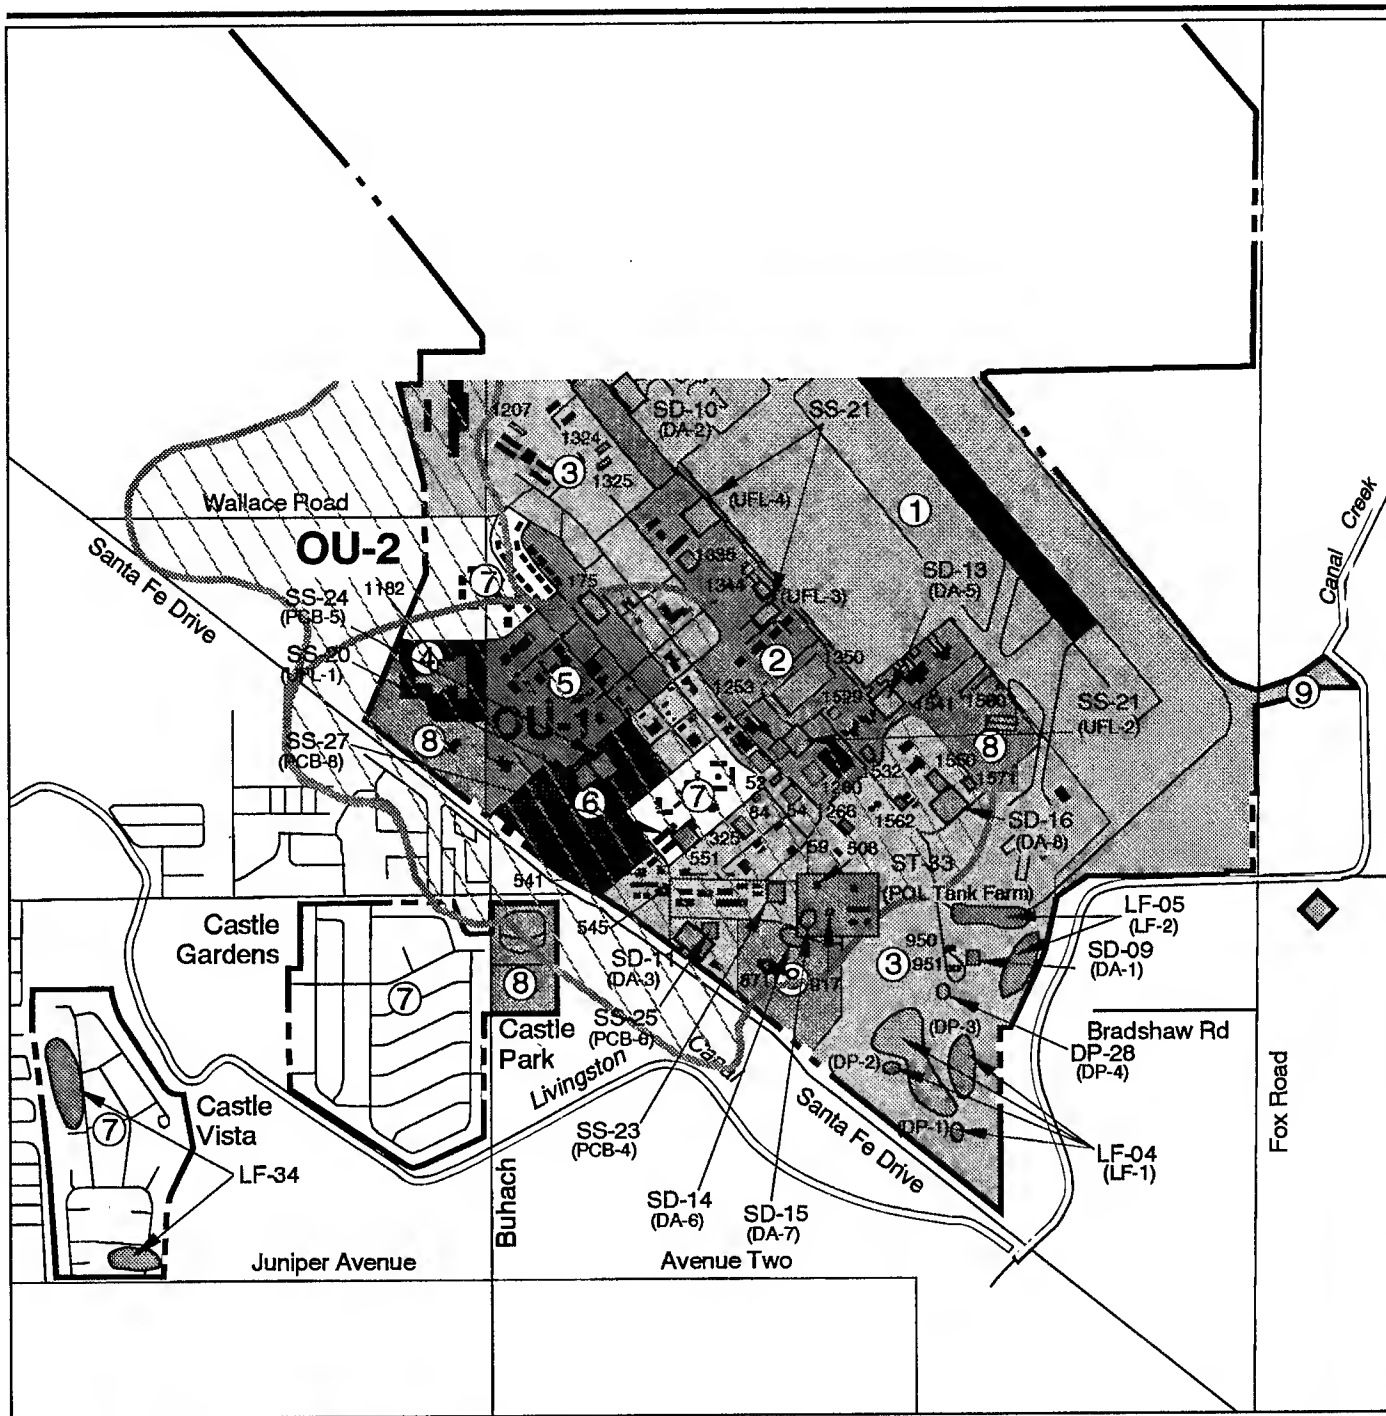 SD-10
(DA-2)
SS-21
1207
1324
1325
3
(UFL-4)
1
Wallace Road
OU-2
Santa Fe Drive
Canal Creek
1335
1344
(UFL-3)
SD-13
(DA-5)
7
175
1182
SS-24
(PCB-5)
SS-20
(UFL-1)
4
5
2
1350
1253
1529
1541
1580
SS-21
(UFL-2)
9
OU-1
8
8
SS-27
(PCB-8)
6
7
52
84
54
1260
1266
1532
1550
1571
1562
SD-16
(DA-8)
325
551
59
508
ST-33
(POL Tank Farm)
541
545
Castle
Gardens
7
8
Castle
Park
SD-11
(DA-3)
SS-25
(PCB-6)
871
917
8
3
950
951
LF-05
(LF-2)
SD-09
(DA-1)
Bradshaw Rd
DP-28
(DP-4)
(DP-3)
(DP-2)
(DP-1)
Livingston
Canal
Castle
Vista
7
LF-34
SS-23
(PCB-4)
SD-14
(DA-6)
SD-15
(DA-7)
Santa Fe Drive
LF-04
(LF-1)
Fox Road
Buhach
Juniper Avenue
Avenue Two